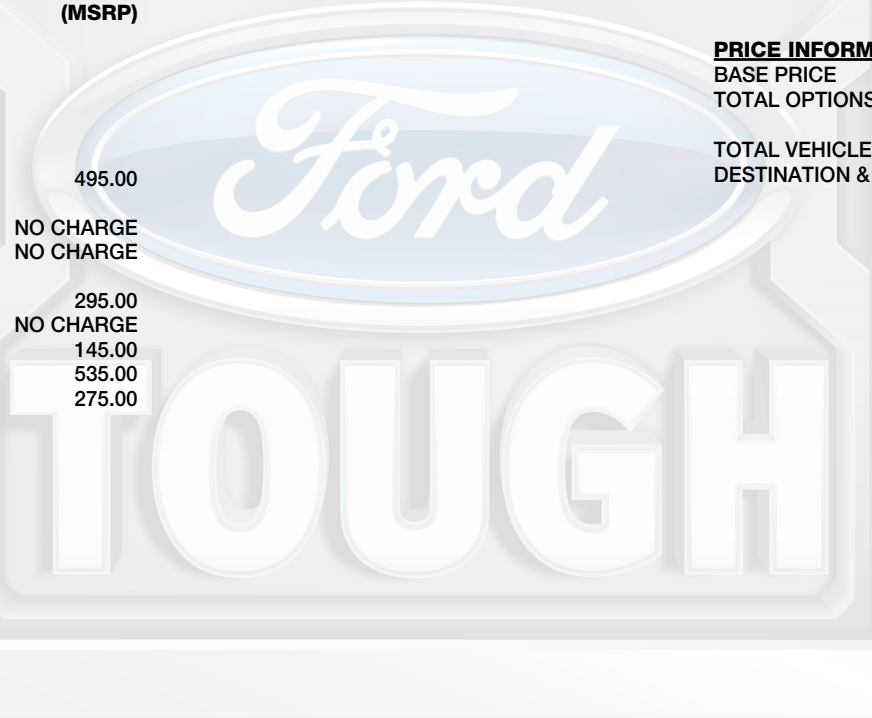 (MSRP)
495.00
NO CHARGE
NO CHARGE
295.00
NO CHARGE
145.00
535.00
275.00
PRICE INFORM
BASE PRICE
TOTAL OPTIONS
TOTAL VEHICLE
DESTINATION &
Ford
TOUGH